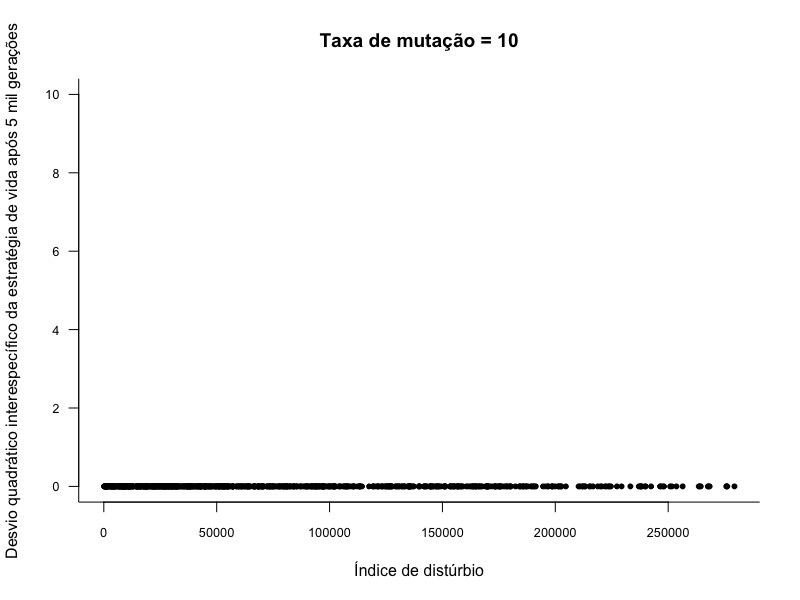 Taxa de mutação = 10
Desvio quadrático interespecífico da estratégia de vida após 5 mil gerações
10
8
6
4
2
0
0 50000 100000 150000 200000 250000
Índice de distúrbio